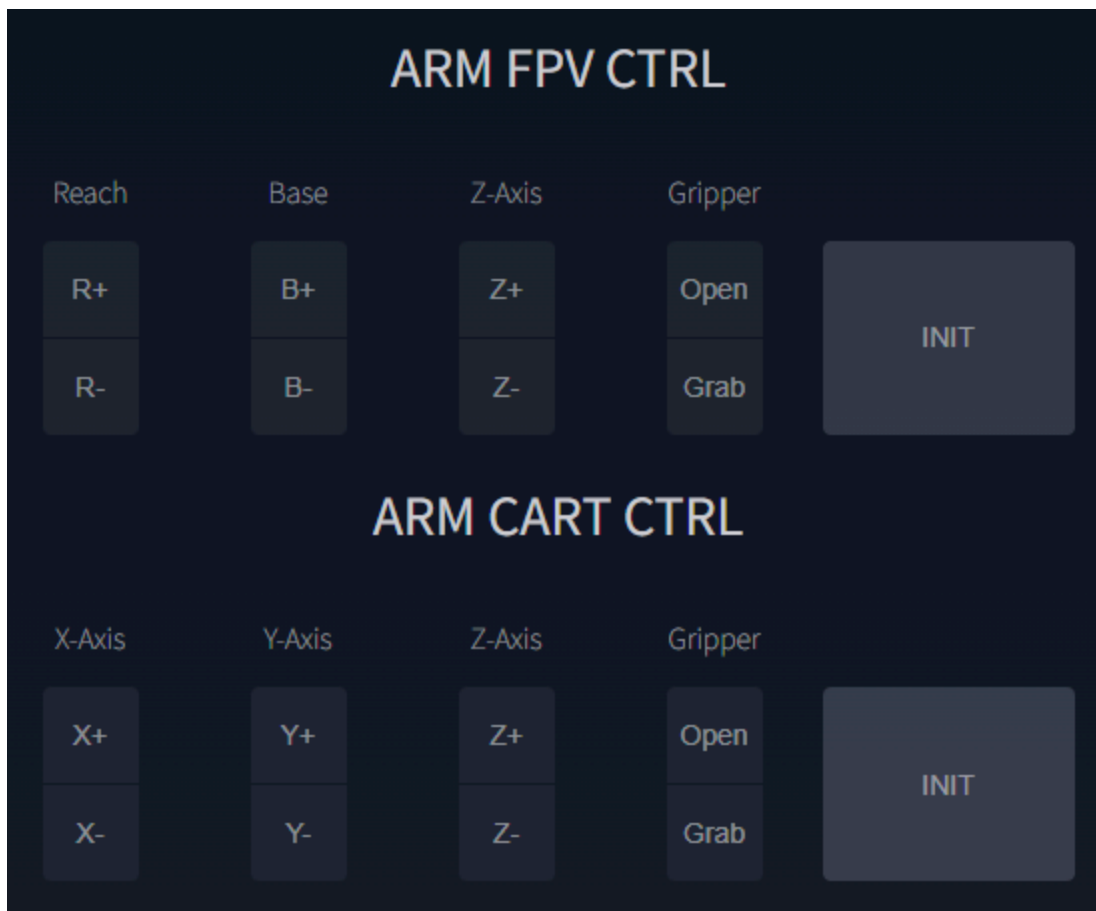 ARM FPV CTRL
Reach Base Z-Axis Gripper
R+ B+ Z+ Open
INIT
R- B- Z- Grab
ARM CART CTRL
X-Axis Y-Axis Z-Axis Gripper
X+ Y+ Z+ Open
INIT
X- Y- Z- Grab